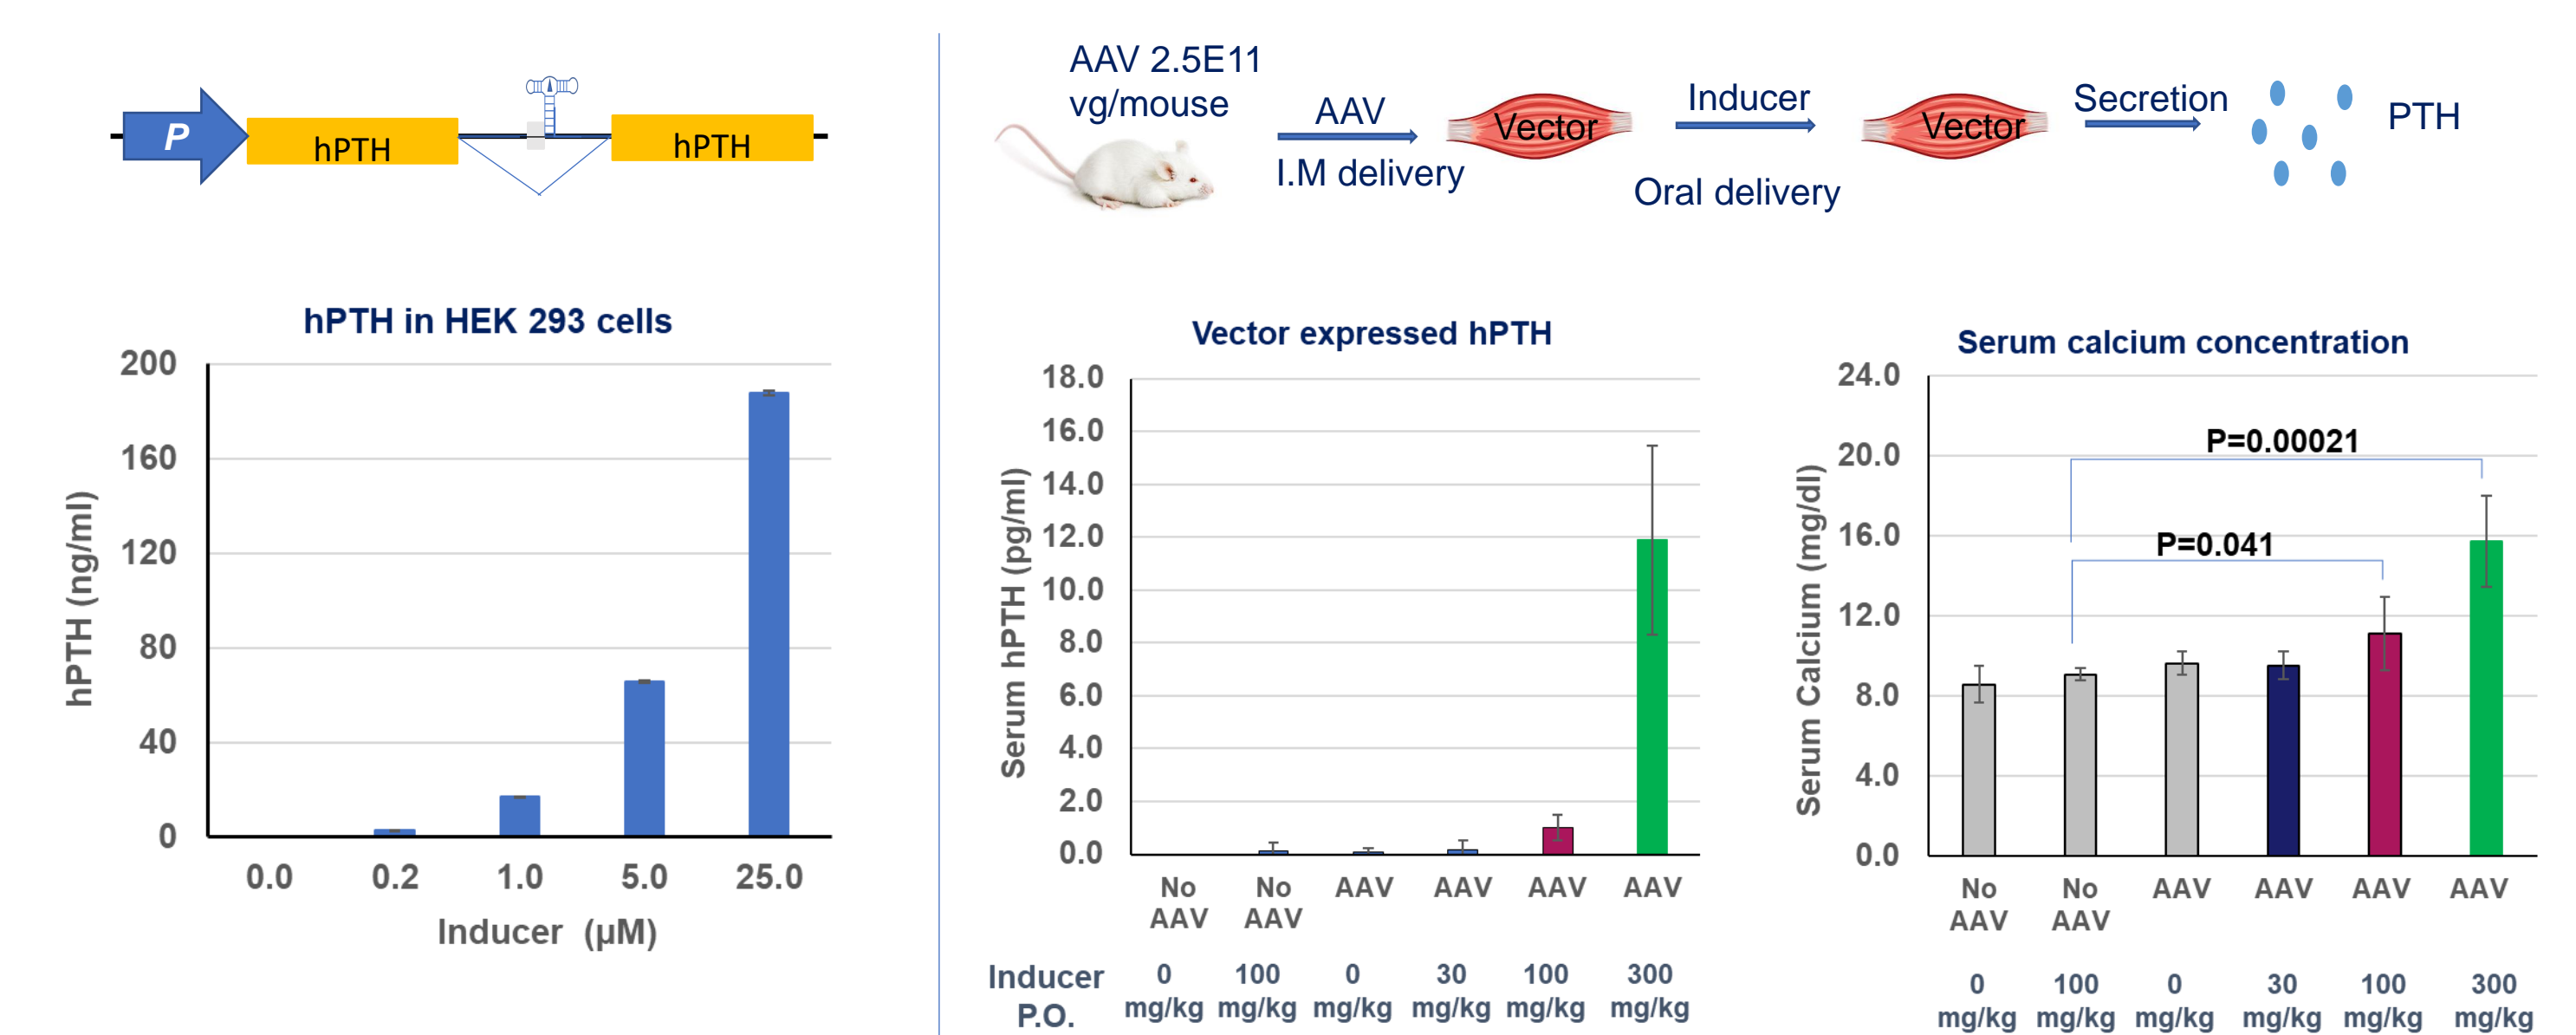 P
hPTH
hPTH
hPTH in HEK 293 cells
hPTH (ng/ml)
200
160
120
80
40
0
0.0 0.2 1.0 5.0 25.0
Inducer (µM)
AAV 2.5E11
vg/mouse
AAV
I.M delivery
Vector
Inducer
Oral delivery
Vector
Secretion
PTH
Vector expressed hPTH
Serum hPTH (pg/ml)
18.0
16.0
14.0
12.0
10.0
8.0
6.0
4.0
2.0
0.0
No No AAV AAV AAV AAV
AAV AAV
Inducer 0 100 0 30 100 300
P.O. mg/kg mg/kg mg/kg mg/kg mg/kg mg/kg
Serum calcium concentration
Serum Calcium (mg/dl)
24.0
20.0
16.0
12.0
8.0
4.0
0.0
P=0.00021
P=0.041
No No AAV AAV AAV AAV
AAV AAV
0 100 0 30 100 300
mg/kg mg/kg mg/kg mg/kg mg/kg mg/kg